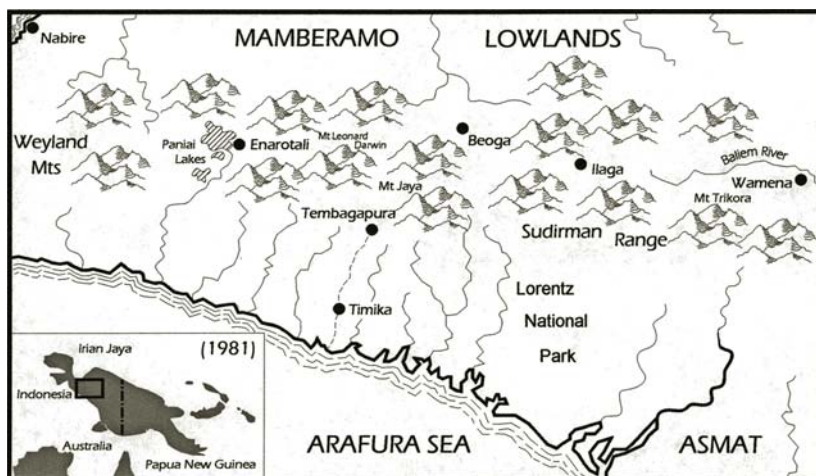 Nabire
MAMBERAMO
LOWLANDS
Weyland
Mts
Paniai
Lakes
Enarotali
Mt Leonard
Darwin
Beoga
Ilaga
Baliem River
Wamena
Mt Jaya
Mt Trikora
Tembagapura
Sudirman
Range
Lorentz
National
Park
Timika
Irian Jaya
(1981)
Indonesia
Australia
Papua New Guinea
ARAFURA SEA
ASMAT